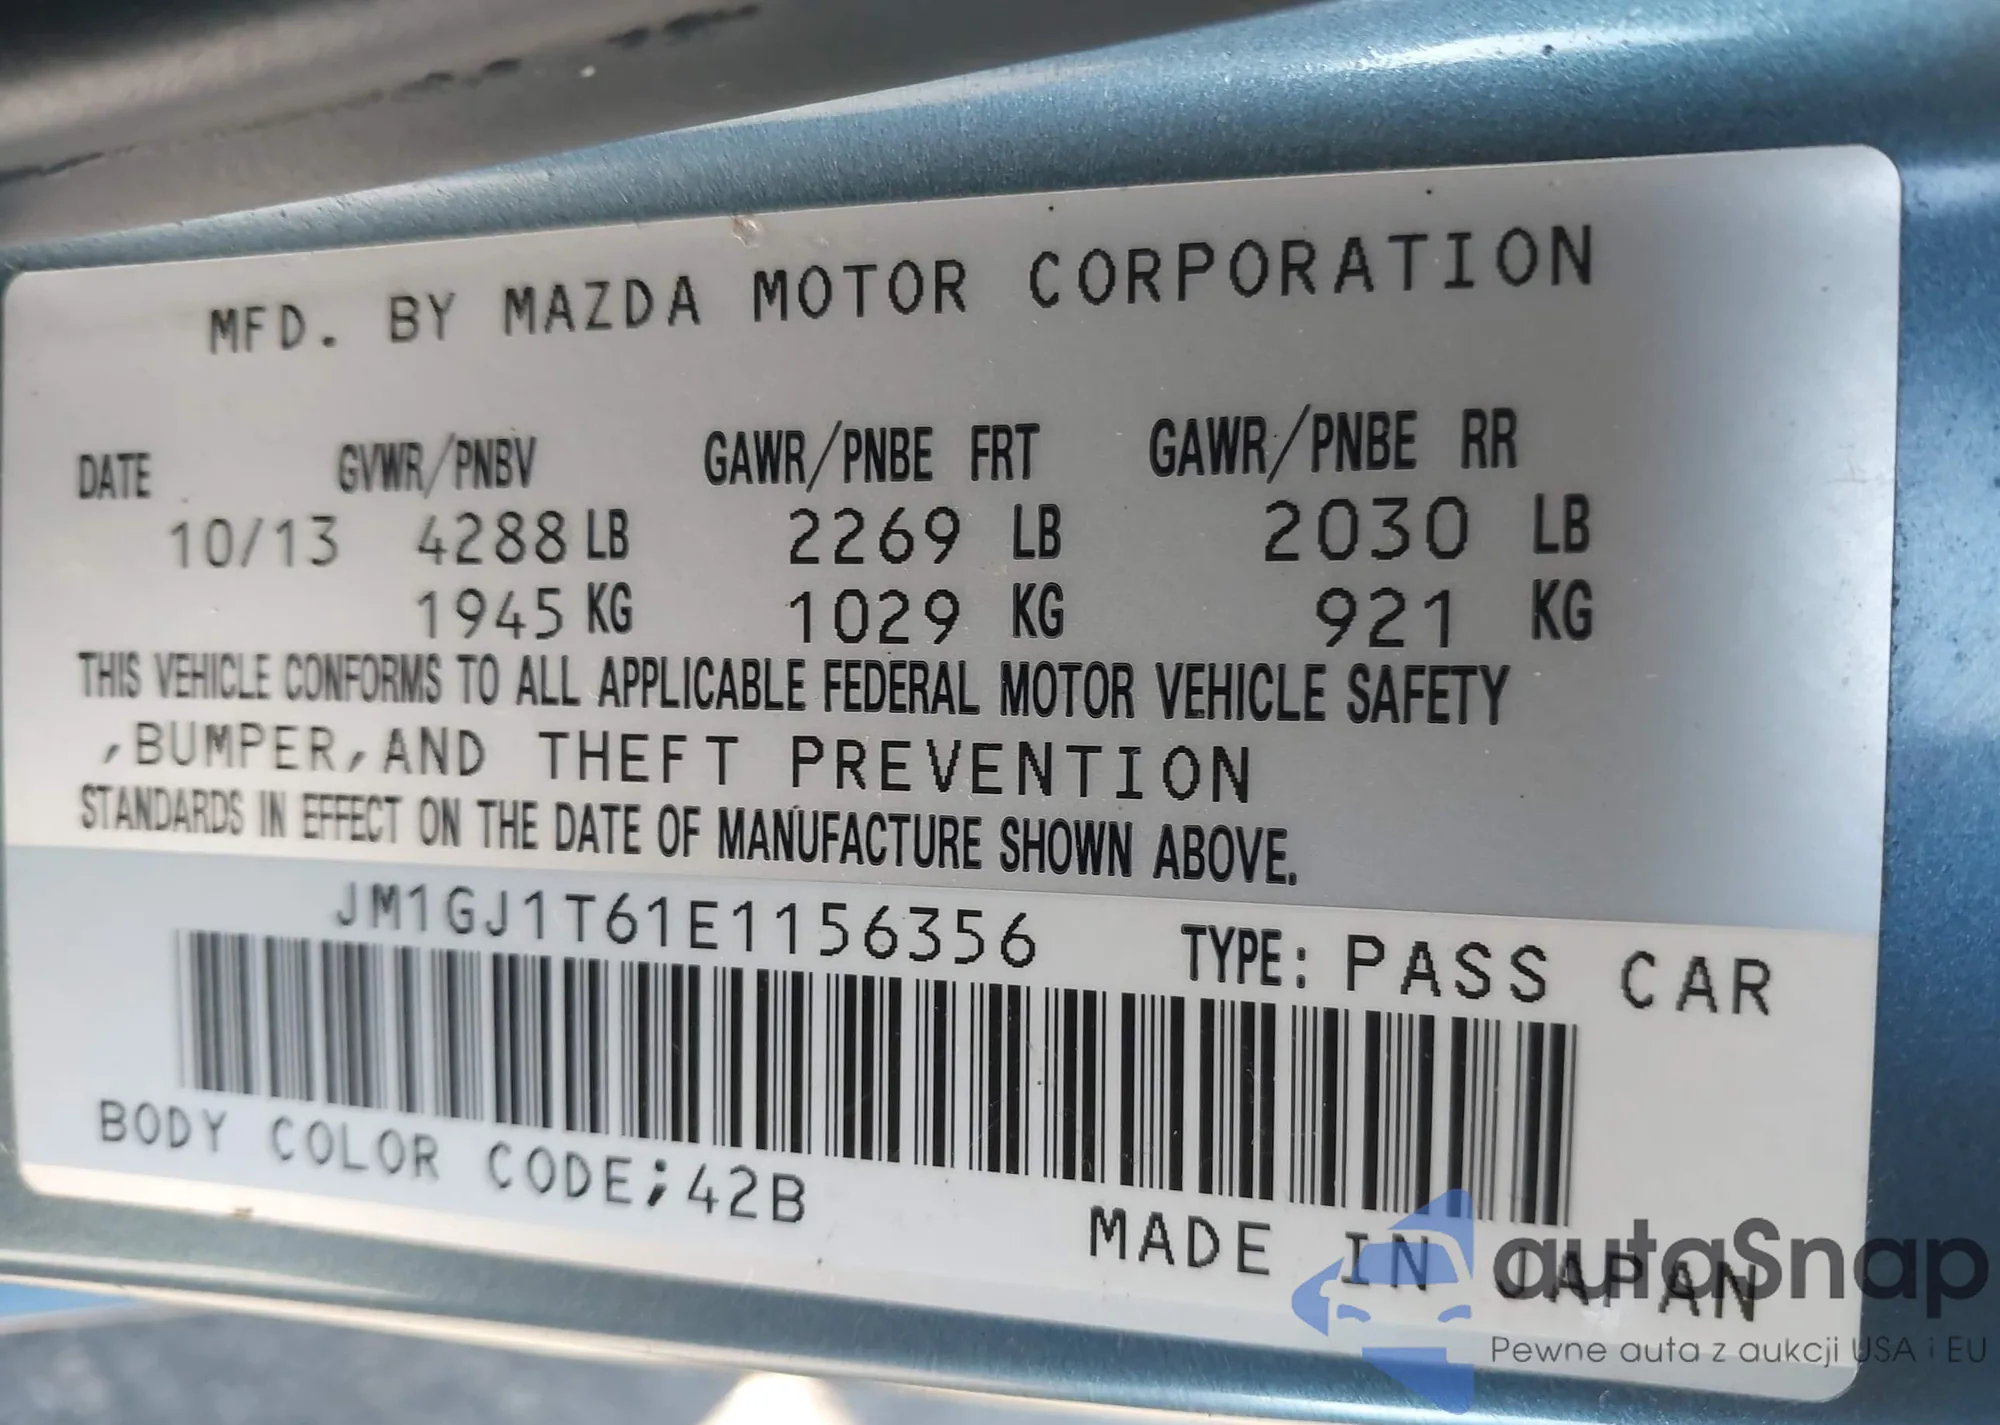 MFD. BY MAZDA MOTOR CORPORATION
DATE GVWR/PNBV GAWR/PNBE FRT GAWR/PNBE RR
10/13 4288 LB 2269 LB 2030 LB
1945 KG 1029 KG 921 KG
THIS VEHICLE CONFORMS TO ALL APPLICABLE FEDERAL MOTOR VEHICLE SAFETY
,BUMPER,AND THEFT PREVENTION
STANDARDS IN EFFECT ON THE DATE OF MANUFACTURE SHOWN ABOVE.
JM1GJ1T61E1156356 TYPE: PASS CAR
BODY COLOR CODE;42B
MADE IN JAPAN
autaSnap
Pewne auta z aukcji USA i EU